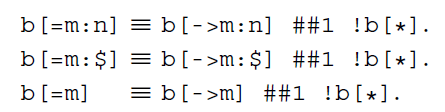 b[=m:n] ≡ b[->m:n] ##1 !b[*].
b[=m:$] ≡ b[->m:$] ##1 !b[*].
b[=m] ≡ b[->m] ##1 !b[*].